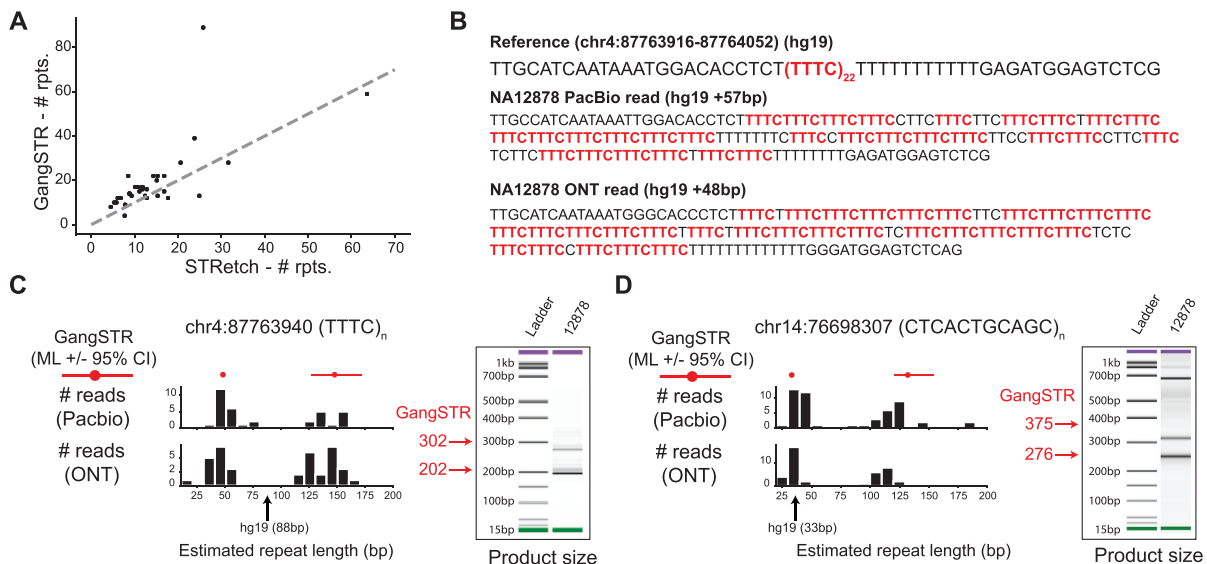 A
GangSTR - # rpts.
80
60
40
20
0
0 10 20 30 40 50 60 70
STRetch - # rpts.
B
Reference (chr4:87763916-87764052) (hg19)
TTGCATCAATAAATGGACACCTCT(TTTC)22TTTTTTTTTTTGAGATGGAGTCTCG
NA12878 PacBio read (hg19 +57bp)
TTGCCATCAATAAATTGGACACCTCTTTTCTTTCTTTCTTTCCTTCTTTCTTCTTTCTTTCTTTTCTTTC
TTTCTTTCTTTCTTTCTTTCTTTCTTTTTTTCTTTCCTTTCTTTCTTTCTTTCTTCCTTTCTTTCCTTCTTTC
TCTTCTTTCTTTCTTTCTTTCTTTTCTTTCTTTTTTTTGAGATGGAGTCTCG
NA12878 ONT read (hg19 +48bp)
TTGCATCAATAAATGGGCACCCTCTTTTCTTTTCTTTCTTTCTTTCTTTCTTCTTTCTTTCTTTCTTTC
TTTCTTTCTTTCTTTCTTTCTTTTCTTTTCTTTCTTTCTTTCTCTTTCTTTCTTTCTTTCTTTCCTCTC
TTTCTTTCCTTTCTTTCTTTCTTTTTTTTTTTTTGGGATGGAGTCTCAG
C
chr4:87763940 (TTTC)n
GangSTR
(ML +/- 95% CI)
# reads
(Pacbio)
10
5
0
# reads
(ONT)
5
2
0
25 50 75 100 125 150 175 200
hg19 (88bp)
Estimated repeat length (bp)
Ladder
12878
GangSTR
302
202
1kb
700bp
500bp
400bp
300bp
200bp
100bp
15bp
Product size
D
chr14:76698307 (CTCACTGCAGC)n
GangSTR
(ML +/- 95% CI)
# reads
(Pacbio)
10
5
0
# reads
(ONT)
10
0
25 50 75 100 125 150 175 200
hg19 (33bp)
Estimated repeat length (bp)
Ladder
12878
GangSTR
375
276
1kb
700bp
500bp
400bp
300bp
200bp
100bp
15bp
Product size